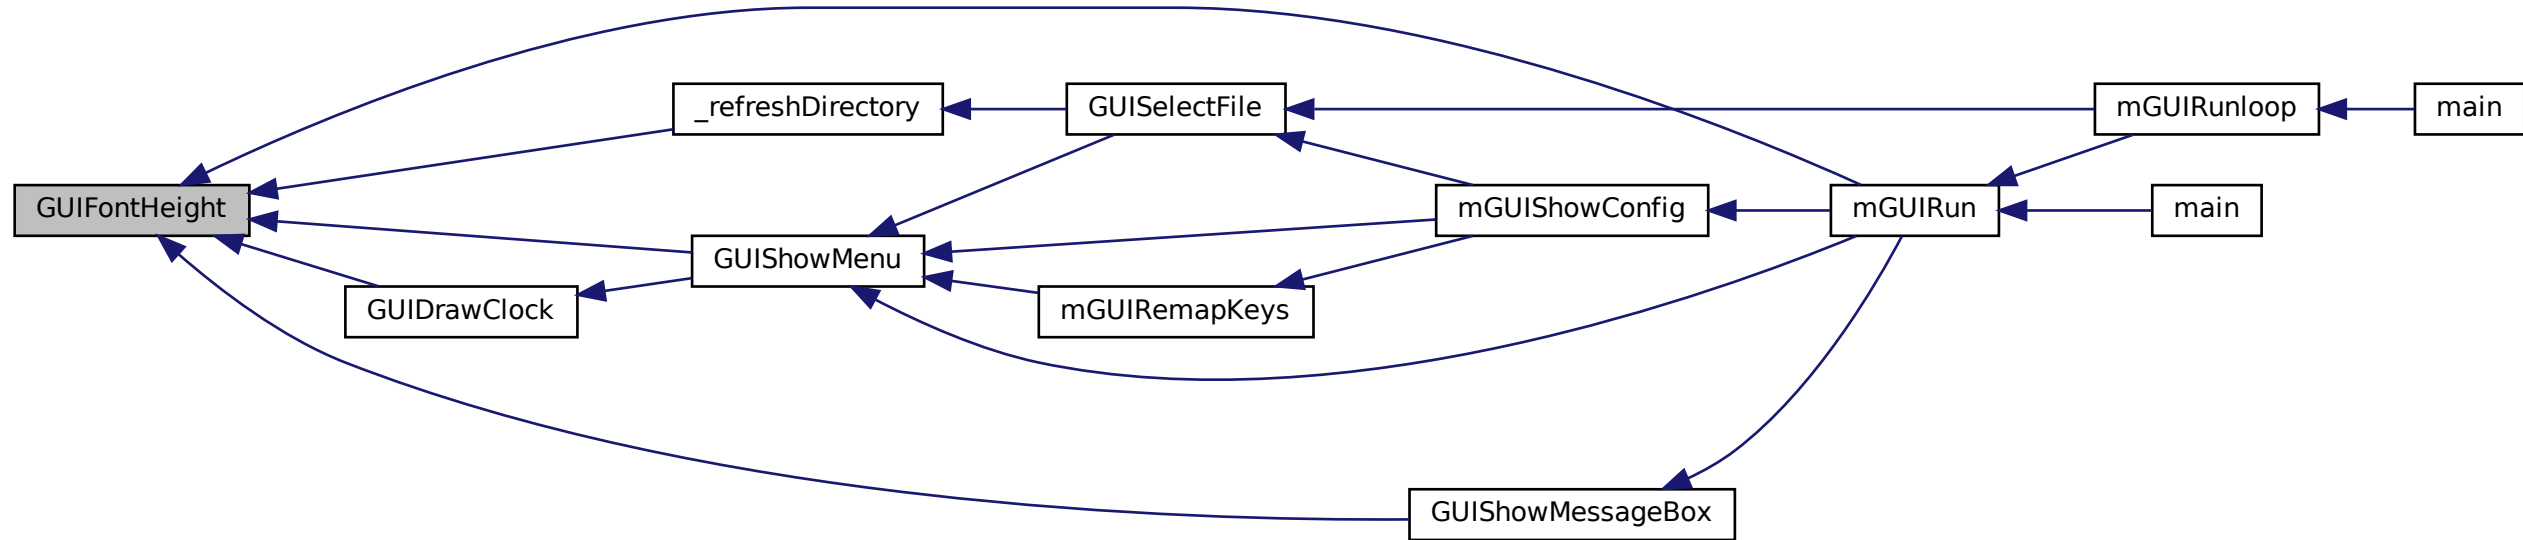 _refreshDirectory
GUISelectFile
mGUIRunloop
main
GUIFontHeight
mGUIShowConfig
mGUIRun
main
GUIShowMenu
GUIDrawClock
mGUIRemapKeys
GUIShowMessageBox